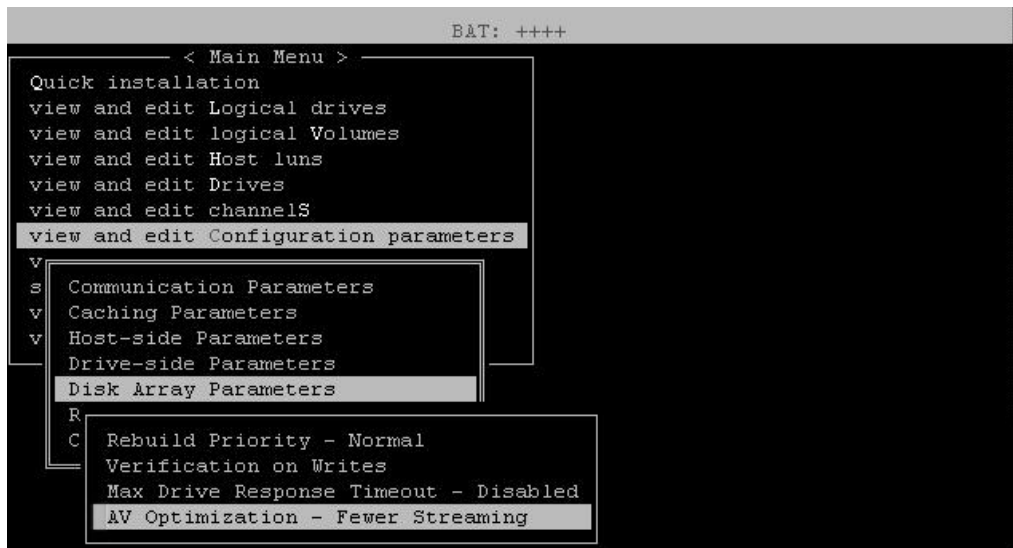 BAT: ++++
< Main Menu >
Quick installation
view and edit Logical drives
view and edit logical Volumes
view and edit Host luns
view and edit Drives
view and edit channelS
view and edit Configuration parameters
v
s Communication Parameters
v Caching Parameters
v Host-side Parameters
Drive-side Parameters
Disk Array Parameters
R
C Rebuild Priority - Normal
Verification on Writes
Max Drive Response Timeout - Disabled
AV Optimization - Fewer Streaming